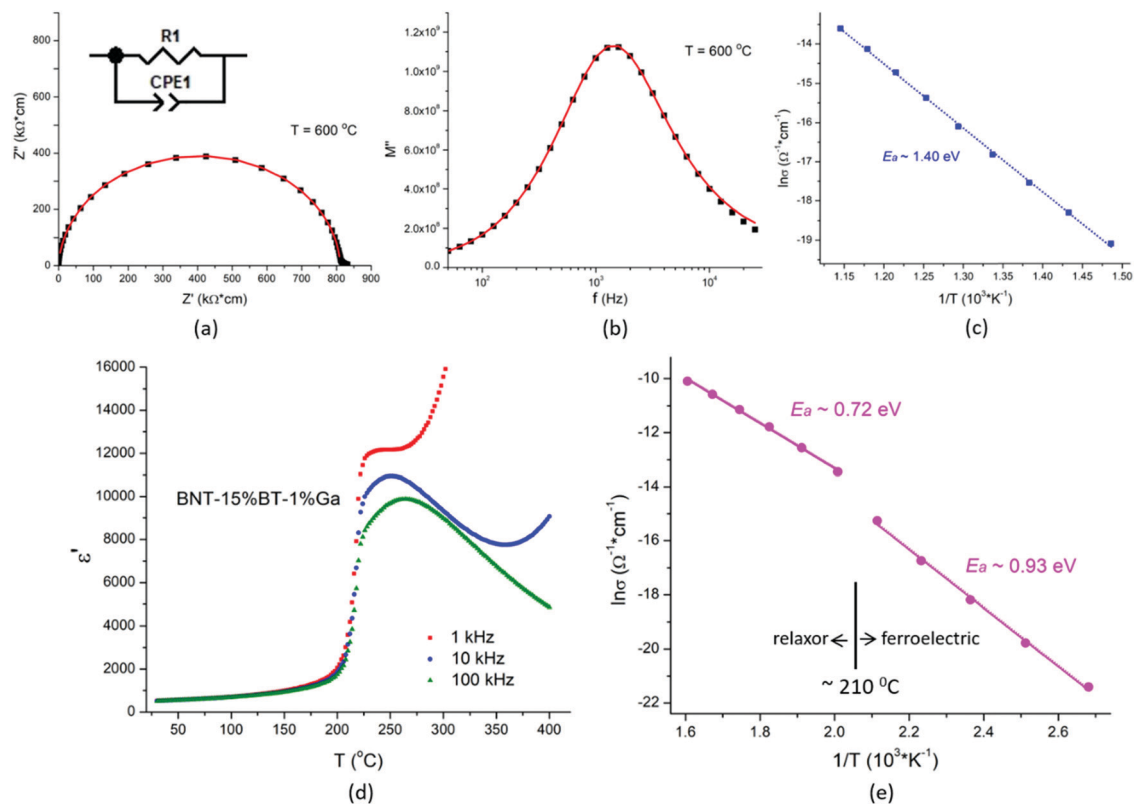 R1
CPE1
T = 600 °C
Z'' (kΩ*cm)
800
600
400
200
0
0 100 200 300 400 500 600 700 800 900
Z' (kΩ*cm)
(a)
T = 600 °C
M''
1.2x10⁹
1.0x10⁹
8.0x10⁸
6.0x10⁸
4.0x10⁸
2.0x10⁸
0.0
10² 10³ 10⁴
f (Hz)
(b)
lnσ (Ω⁻¹*cm⁻¹)
-14
-15
-16
-17
-18
-19
Ea ~ 1.40 eV
1.15 1.20 1.25 1.30 1.35 1.40 1.45 1.50
1/T (10³*K⁻¹)
(c)
ε'
16000
14000
12000
10000
8000
6000
4000
2000
0
BNT-15%BT-1%Ga
1 kHz
10 kHz
100 kHz
50 100 150 200 250 300 350 400
T (°C)
(d)
lnσ (Ω⁻¹*cm⁻¹)
-10
-12
-14
-16
-18
-20
-22
Ea ~ 0.72 eV
Ea ~ 0.93 eV
relaxor ferroelectric
~ 210 ⁰C
1.6 1.8 2.0 2.2 2.4 2.6
1/T (10³*K⁻¹)
(e)